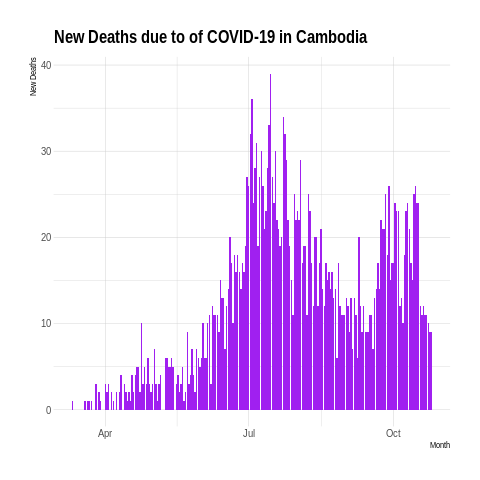 New Deaths due to of COVID-19 in Cambodia
New Deaths
40
30
20
10
0
Apr
Jul
Oct
Month